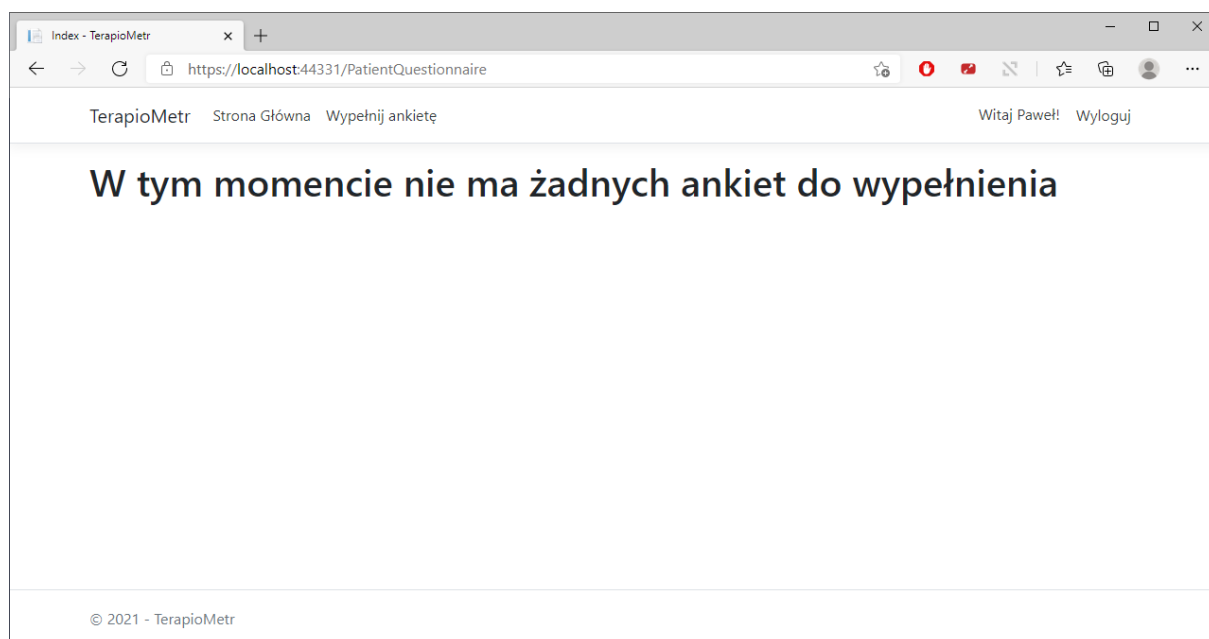 Index - TerapioMetr
https://localhost:44331/PatientQuestionnaire
TerapioMetr Strona Główna Wypełnij ankietę Witaj Paweł! Wyloguj
W tym momencie nie ma żadnych ankiet do wypełnienia
© 2021 - TerapioMetr